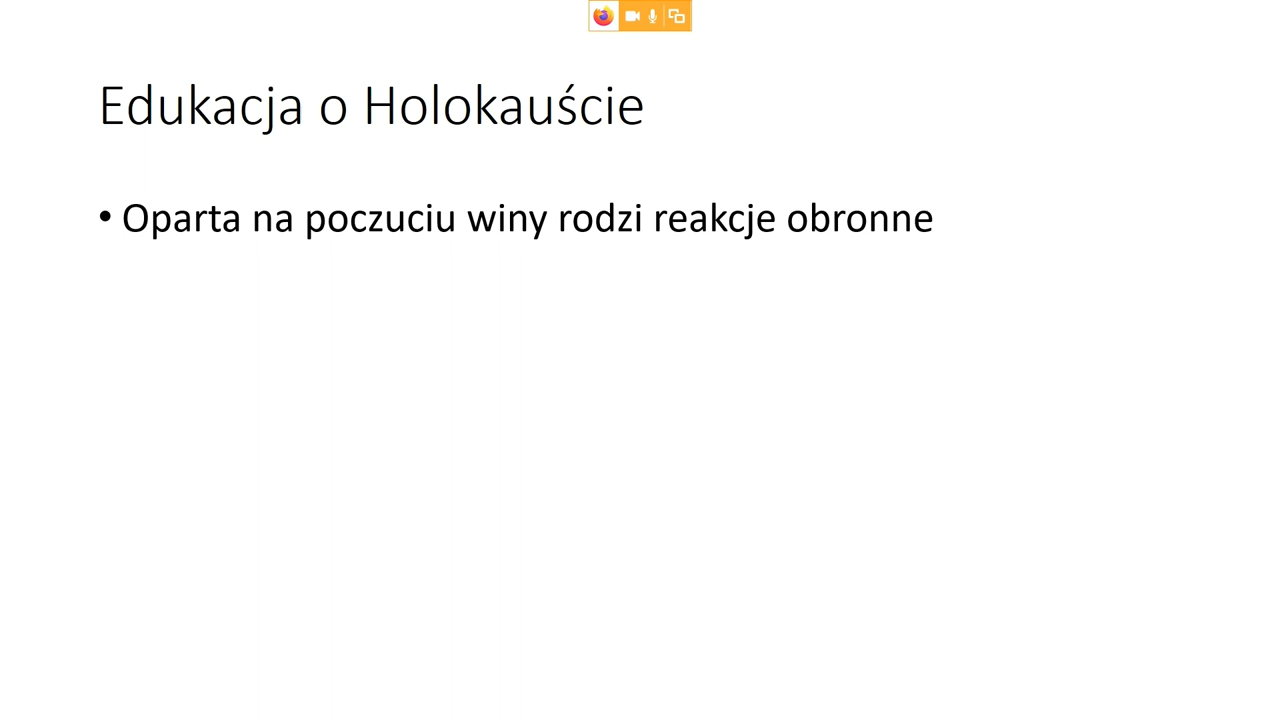 Edukacja o Holokauście
• Oparta na poczuciu winy rodzi reakcje obronne